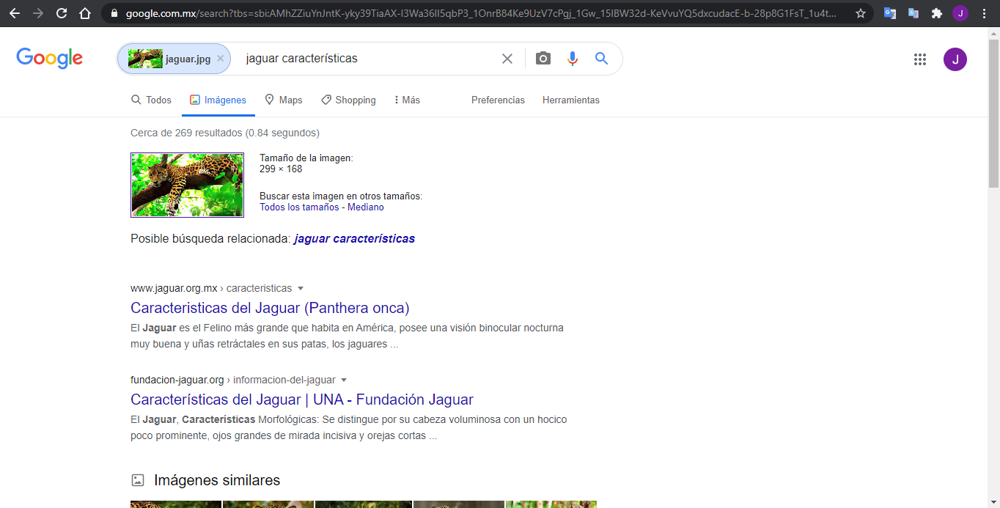 google.com.mx/search?tbs=sbi:AMhZZiuYnJntK-yky39TiaAX-I3Wa36II5qbP3_1OnrB84Ke9UzV7cPgj_1Gw_15IBW32d-KeVvuYQ5dxcudacE-b-28p8G1FsT_1u4t...
J
Google
jaguar.jpg
jaguar características
J
Todos
Imágenes
Maps
Shopping
Más
Preferencias
Herramientas
Cerca de 269 resultados (0.84 segundos)
Tamaño de la imagen:
299 × 168
Buscar esta imagen en otros tamaños:
Todos los tamaños - Mediano
Posible búsqueda relacionada: jaguar características
www.jaguar.org.mx › caracteristicas
Caracteristicas del Jaguar (Panthera onca)
El Jaguar es el Felino más grande que habita en América, posee una visión binocular nocturna
muy buena y uñas retráctales en sus patas, los jaguares ...
fundacion-jaguar.org › informacion-del-jaguar
Características del Jaguar | UNA - Fundación Jaguar
El Jaguar, Características Morfológicas: Se distingue por su cabeza voluminosa con un hocico
poco prominente, ojos grandes de mirada incisiva y orejas cortas ...
Imágenes similares